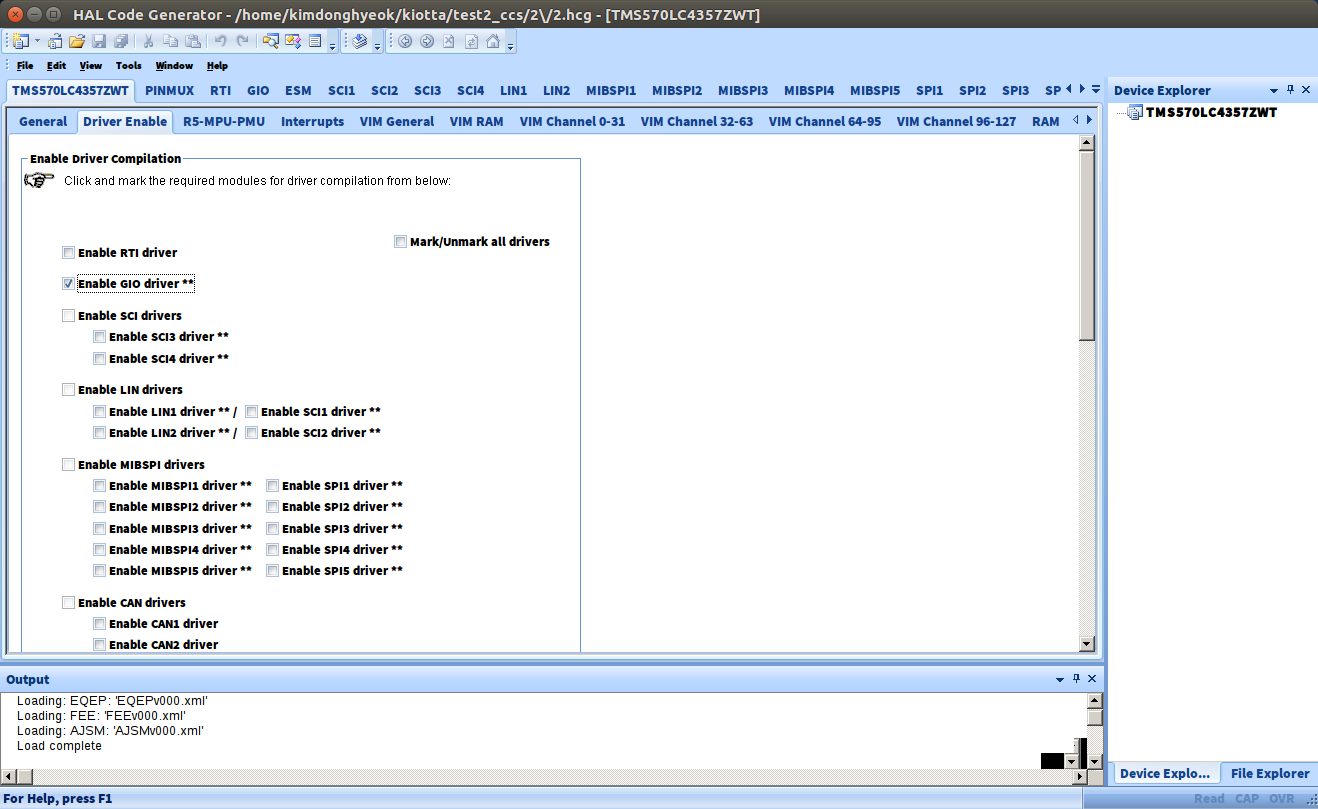 HAL Code Generator - /home/kimdonghyeok/kiotta/test2_ccs/2\/2.hcg - [TMS570LC4357ZWT]
File Edit View Tools Window Help
TMS570LC4357ZWT PINMUX RTI GIO ESM SCI1 SCI2 SCI3 SCI4 LIN1 LIN2 MIBSPI1 MIBSPI2 MIBSPI3 MIBSPI4 MIBSPI5 SPI1 SPI2 SPI3 SP
General Driver Enable R5-MPU-PMU Interrupts VIM General VIM RAM VIM Channel 0-31 VIM Channel 32-63 VIM Channel 64-95 VIM Channel 96-127 RAM
Enable Driver Compilation
Click and mark the required modules for driver compilation from below:
Mark/Unmark all drivers
Enable RTI driver
Enable GIO driver **
Enable SCI drivers
Enable SCI3 driver **
Enable SCI4 driver **
Enable LIN drivers
Enable LIN1 driver ** / Enable SCI1 driver **
Enable LIN2 driver ** / Enable SCI2 driver **
Enable MIBSPI drivers
Enable MIBSPI1 driver ** Enable SPI1 driver **
Enable MIBSPI2 driver ** Enable SPI2 driver **
Enable MIBSPI3 driver ** Enable SPI3 driver **
Enable MIBSPI4 driver ** Enable SPI4 driver **
Enable MIBSPI5 driver ** Enable SPI5 driver **
Enable CAN drivers
Enable CAN1 driver
Enable CAN2 driver
Device Explorer
TMS570LC4357ZWT
Output
Loading: EQEP: 'EQEPv000.xml'
Loading: FEE: 'FEEv000.xml'
Loading: AJSM: 'AJSMv000.xml'
Load complete
Device Explo... File Explorer
For Help, press F1
Read CAP OVR